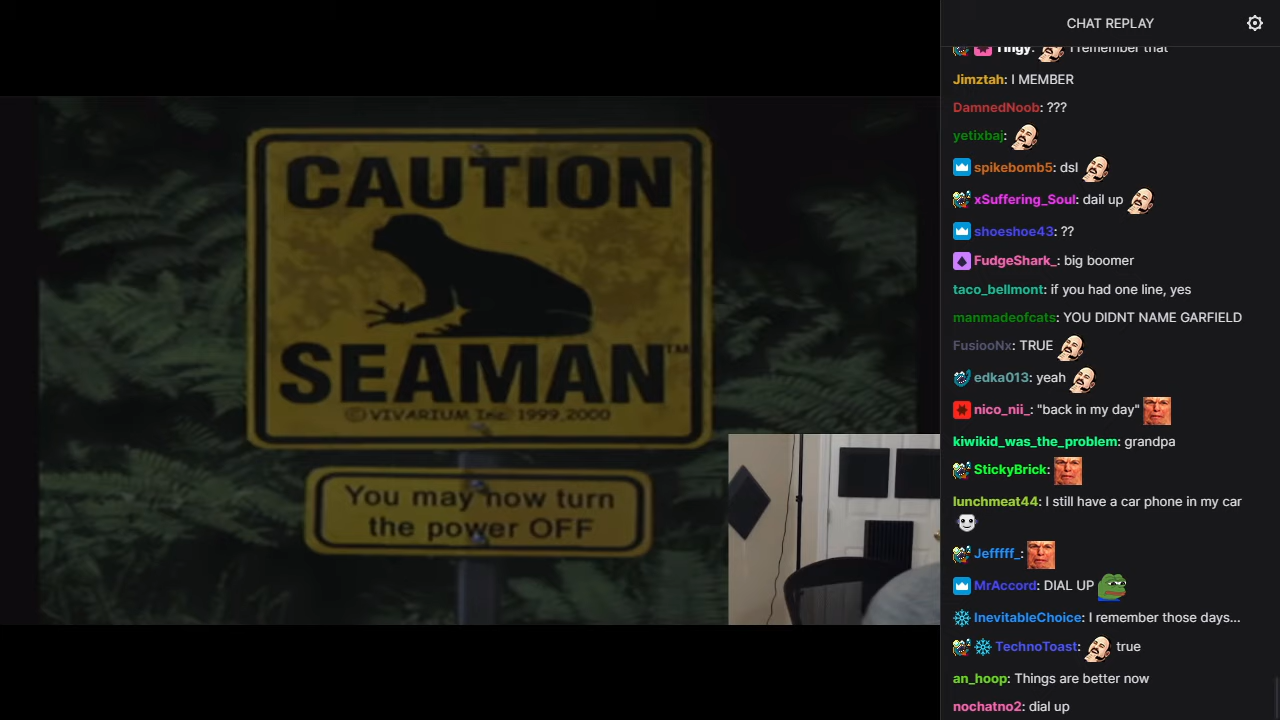 CHAT REPLAY
Tingy: I remember that
Jimztah: I MEMBER
DamnedNoob: ???
yetixbaj:
spikebomb5: dsl
xSuffering_Soul: dail up
shoeshoe43: ??
FudgeShark_: big boomer
taco_bellmont: if you had one line, yes
manmadeofcats: YOU DIDNT NAME GARFIELD
FusiooNx: TRUE
edka013: yeah
nico_nii_: "back in my day"
kiwikid_was_the_problem: grandpa
StickyBrick:
lunchmeat44: I still have a car phone in my car
Jefffff_:
MrAccord: DIAL UP
InevitableChoice: I remember those days...
TechnoToast: true
an_hoop: Things are better now
nochatno2: dial up
CAUTION
SEAMAN™
© VIVARIUM Inc. 1999,2000
You may now turn
the power OFF